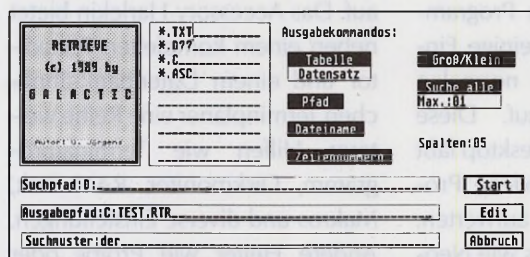 RETRIEVE
(c) 1989 by
GALACTIC
Autor: U. Jürgens
*.TXT
*.D??
*.C
*.ASC
Ausgabekommandos:
Tabelle
Datensatz
Pfad
Dateiname
Zeilennummern
Groß/Klein
Suche alle
Max.:01
Spalten:05
Suchpfad:D:
Start
Ausgabepfad:C:TEST.RTR
Edit
Suchmuster:der
Abbruch